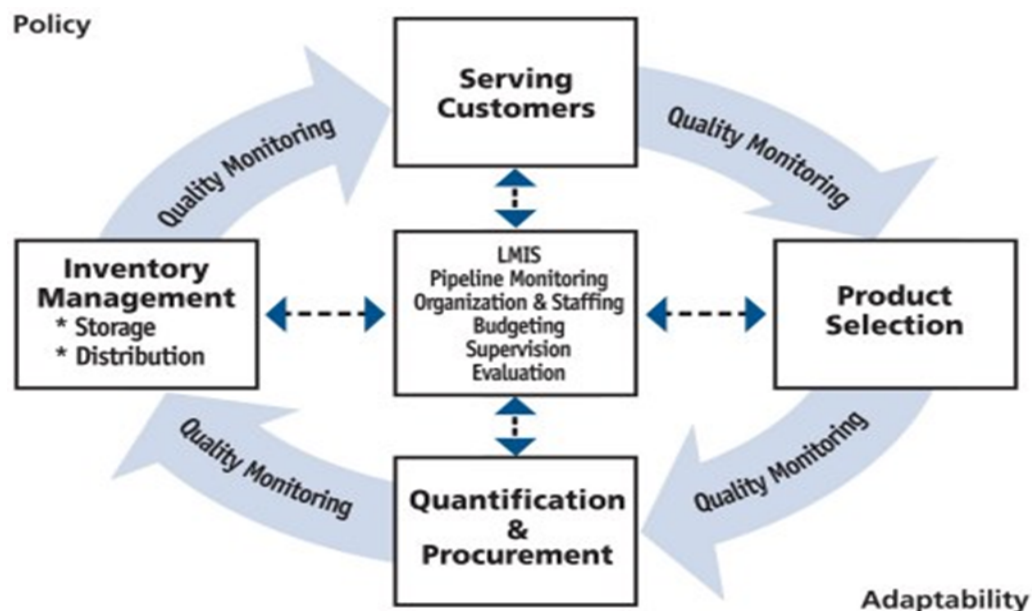 Policy
Serving
Customers
Quality Monitoring
Quality Monitoring
Inventory
Management
* Storage
* Distribution
LMIS
Pipeline Monitoring
Organization & Staffing
Budgeting
Supervision
Evaluation
Product
Selection
Quality Monitoring
Quality Monitoring
Quantification
&
Procurement
Adaptability